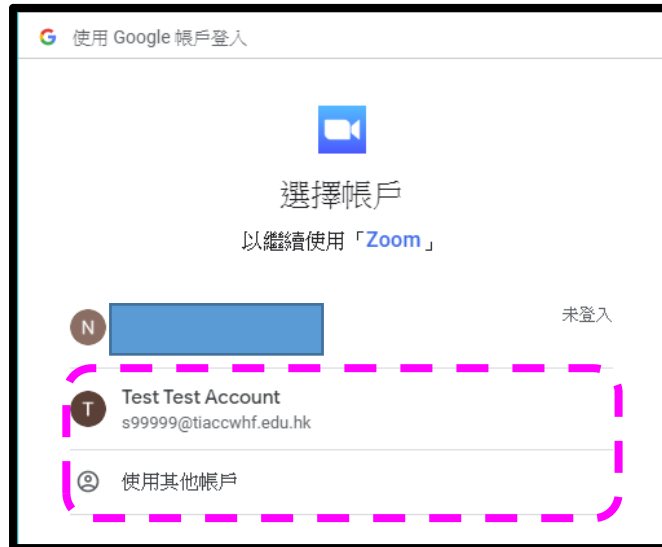 使用 Google 帳戶登入
選擇帳戶
以繼續使用「Zoom」
N
未登入
T
Test Test Account
s99999@tiaccwhf.edu.hk
使用其他帳戶